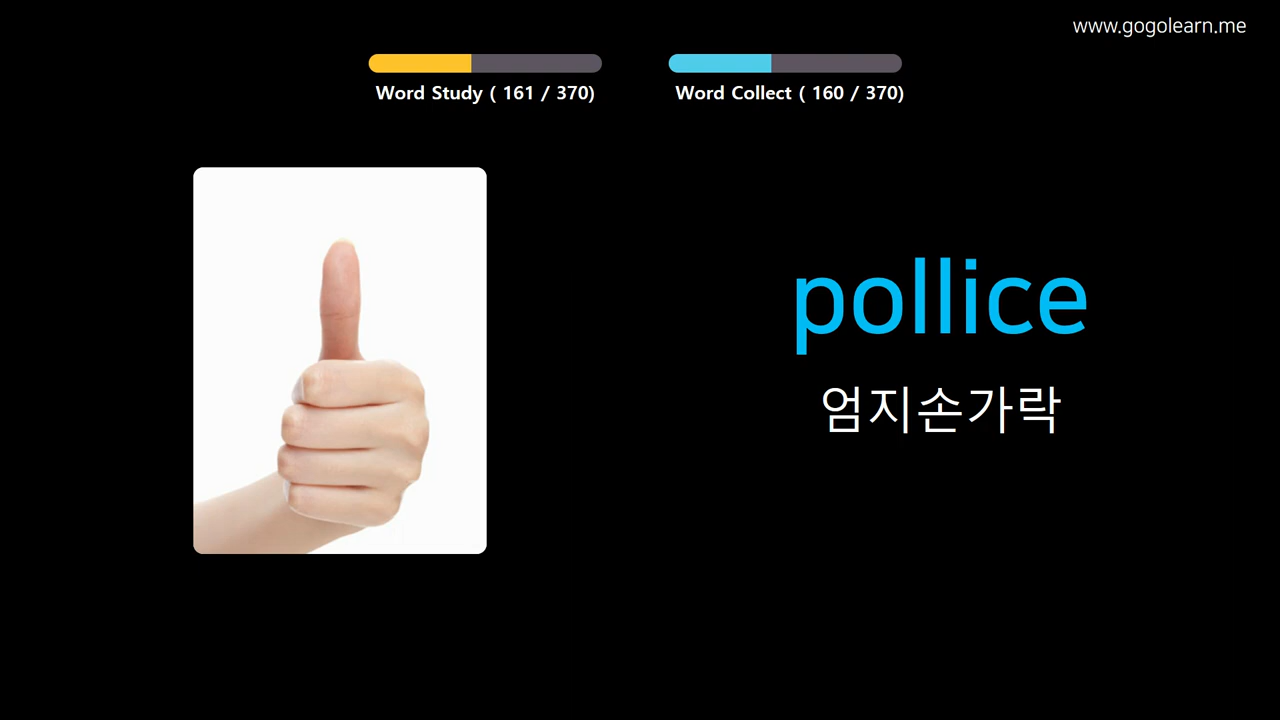 www.gogolearn.me
Word Study ( 161 / 370)
Word Collect ( 160 / 370)
pollice
엄지손가락